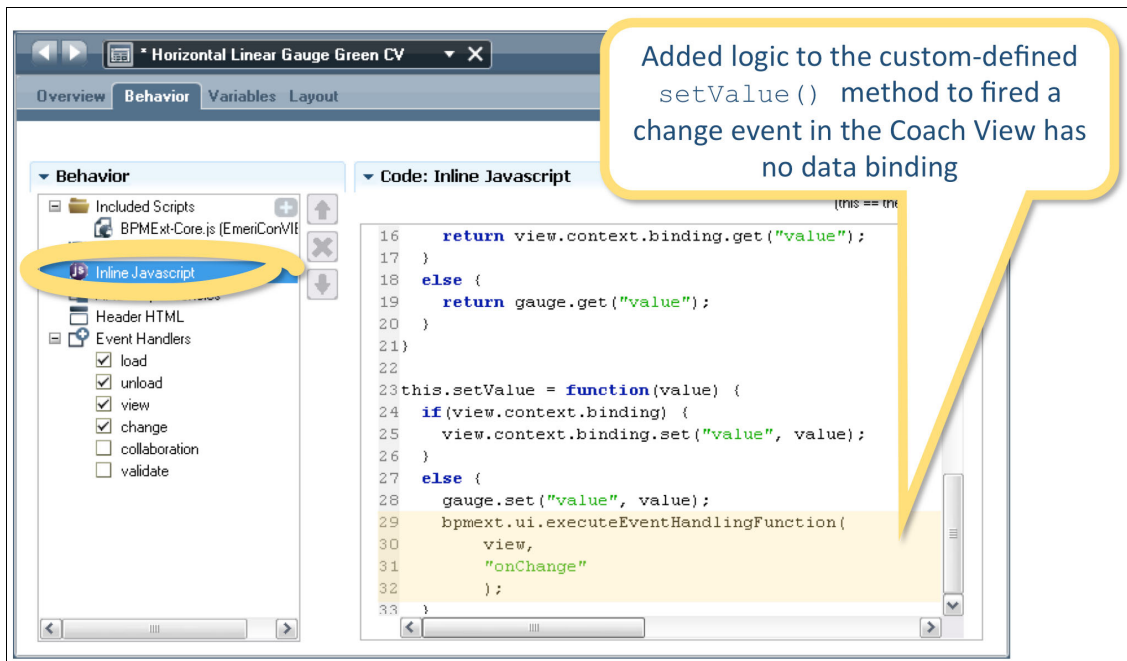 * Horizontal Linear Gauge Green CV
Overview Behavior Variables Layout
Added logic to the custom-defined
setValue() method to fired a
change event in the Coach View has
no data binding
Behavior
Included Scripts
BPMExt-Core.js (EmeriConVIE
Inline Javascript
Header HTML
Event Handlers
load
unload
view
change
collaboration
validate
Code: Inline Javascript
(this == the
16 return view.context.binding.get("value");
17 }
18 else {
19 return gauge.get("value");
20 }
21 }
22
23 this.setValue = function(value) {
24 if(view.context.binding) {
25 view.context.binding.set("value", value);
26 }
27 else {
28 gauge.set("value", value);
29 bpmext.ui.executeEventHandlingFunction(
30 view,
31 "onChange"
32 );
33 }